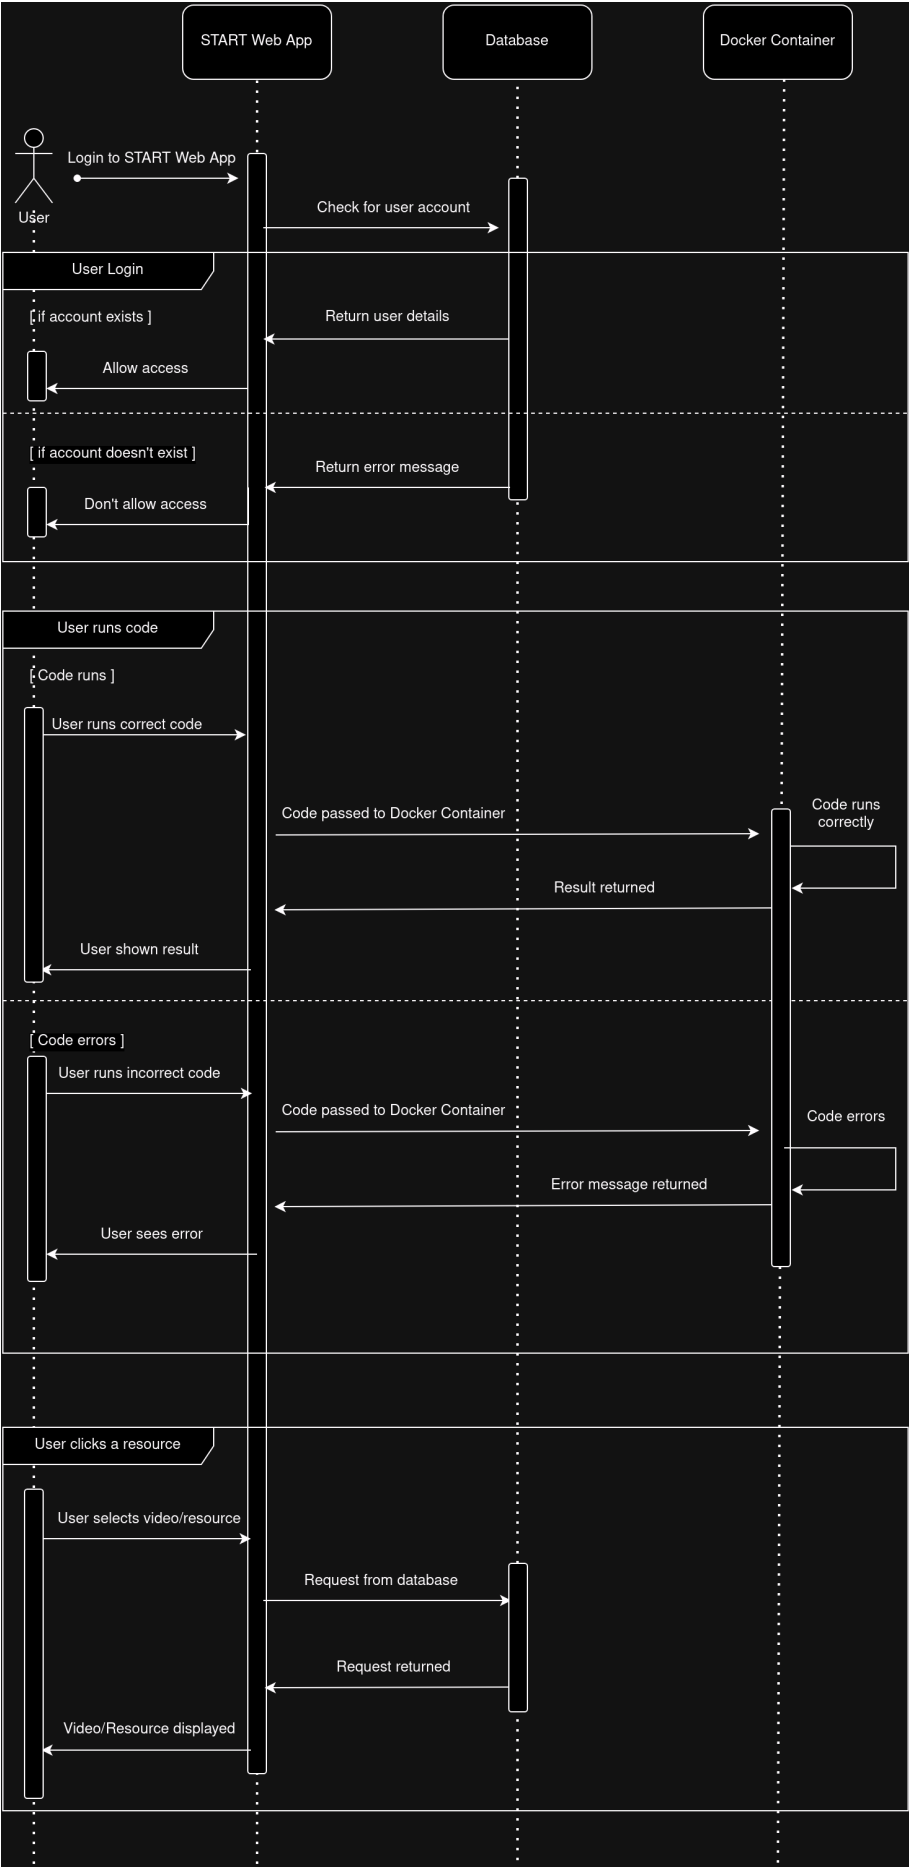 START Web App
Database
Docker Container
Login to START Web App
User
Check for user account
User Login
[ if account exists ]
Return user details
Allow access
[ if account doesn't exist ]
Return error message
Don't allow access
User runs code
[ Code runs ]
User runs correct code
Code passed to Docker Container
Code runs
correctly
Result returned
User shown result
[ Code errors ]
User runs incorrect code
Code passed to Docker Container
Code errors
Error message returned
User sees error
User clicks a resource
User selects video/resource
Request from database
Request returned
Video/Resource displayed